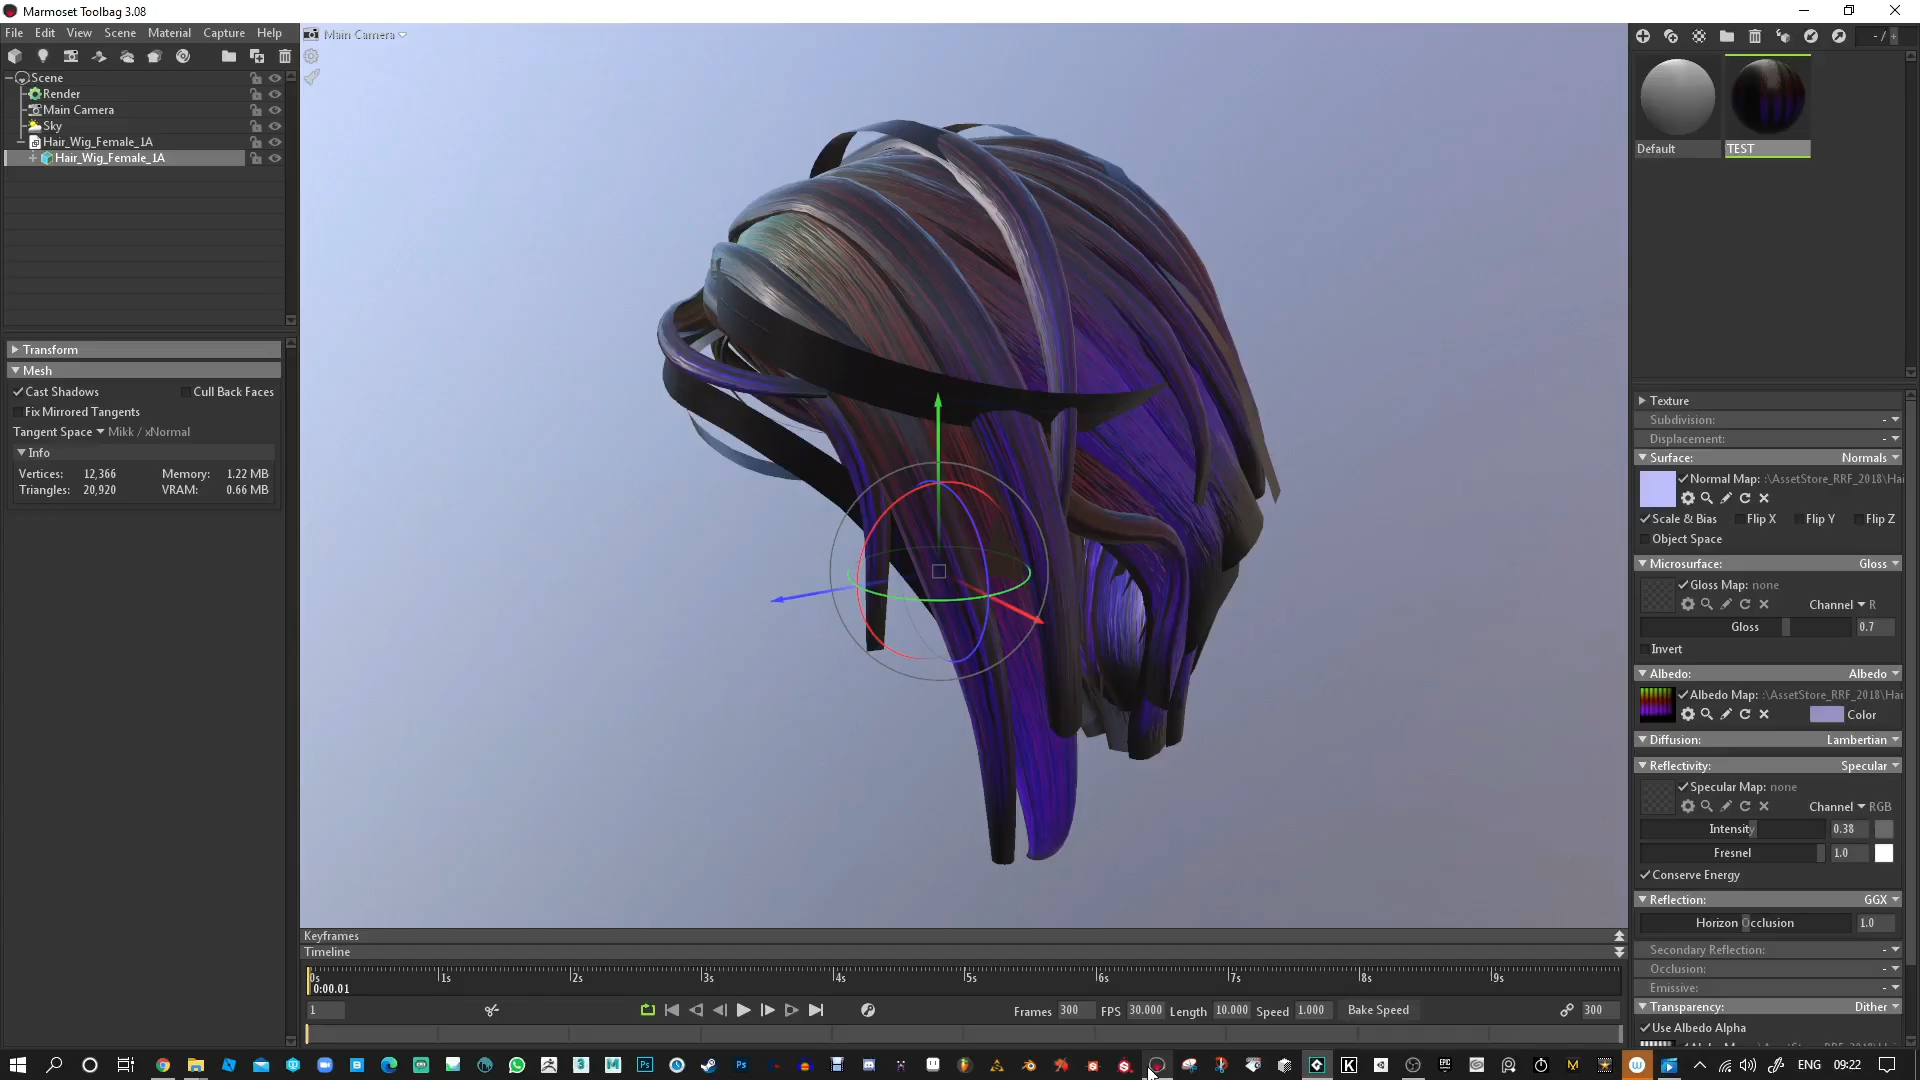 Marmoset Toolbag 3.08
File Edit View Scene Material Capture Help
Main Camera
Scene
Render
Main Camera
Sky
Hair_Wig_Female_1A
Hair_Wig_Female_1A
Transform
Mesh
Cast Shadows Cull Back Faces
Fix Mirrored Tangents
Tangent Space Mikk / xNormal
Info
Vertices: 12,366 Memory: 1.22 MB
Triangles: 20,920 VRAM: 0.66 MB
Keyframes
Timeline
0s 1s 2s 3s 4s 5s 6s 7s 8s 9s
0:00.01
1 Frames 300 FPS 30.000 Length 10.000 Speed 1.000 Bake Speed 300
- / +
Default TEST
Texture
Subdivision: -
Displacement: -
Surface: Normals
Normal Map: :\AssetStore_RRF_2018\Hai
Scale & Bias Flip X Flip Y Flip Z
Object Space
Microsurface: Gloss
Gloss Map: none
Channel R
Gloss 0.7
Invert
Albedo: Albedo
Albedo Map: :\AssetStore_RRF_2018\Hai
Color
Diffusion: Lambertian
Reflectivity: Specular
Specular Map: none
Channel RGB
Intensity 0.38
Fresnel 1.0
Conserve Energy
Reflection: GGX
Horizon Occlusion 1.0
Secondary Reflection: -
Occlusion: -
Emissive: -
Transparency: Dither
Use Albedo Alpha
ENG 09:22